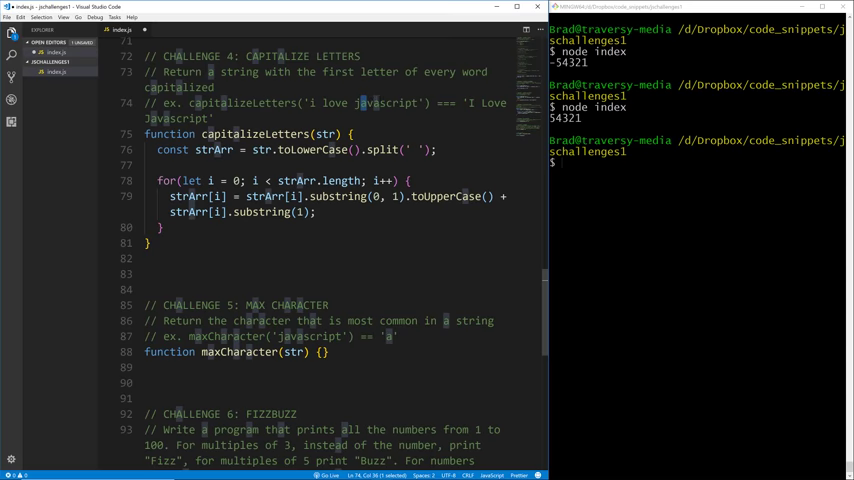 index.js - jschallenges1 - Visual Studio Code
File Edit Selection View Go Debug Tasks Help
EXPLORER
OPEN EDITORS 1 UNSAVED
index.js
JSCHALLENGES1
index.js
index.js
71
72 // CHALLENGE 4: CAPITALIZE LETTERS
73 // Return a string with the first letter of every word
capitalized
74 // ex. capitalizeLetters('i love javascript') === 'I Love
Javascript'
75 function capitalizeLetters(str) {
76 const strArr = str.toLowerCase().split(' ');
77
78 for(let i = 0; i < strArr.length; i++) {
79 strArr[i] = strArr[i].substring(0, 1).toUpperCase() +
strArr[i].substring(1);
80 }
81 }
82
83
84
85 // CHALLENGE 5: MAX CHARACTER
86 // Return the character that is most common in a string
87 // ex. maxCharacter('javascript') == 'a'
88 function maxCharacter(str) {}
89
90
91
92 // CHALLENGE 6: FIZZBUZZ
93 // Write a program that prints all the numbers from 1 to
100. For multiples of 3, instead of the number, print
"Fizz", for multiples of 5 print "Buzz". For numbers
0 0 Go Live Ln 74, Col 36 (1 selected) Spaces: 2 UTF-8 CRLF JavaScript Prettier
MINGW64:/d/Dropbox/code_snippets/jschallenges1
Brad@traversy-media /d/Dropbox/code_snippets/j
schallenges1
$ node index
-54321
Brad@traversy-media /d/Dropbox/code_snippets/j
schallenges1
$ node index
54321
Brad@traversy-media /d/Dropbox/code_snippets/j
schallenges1
$